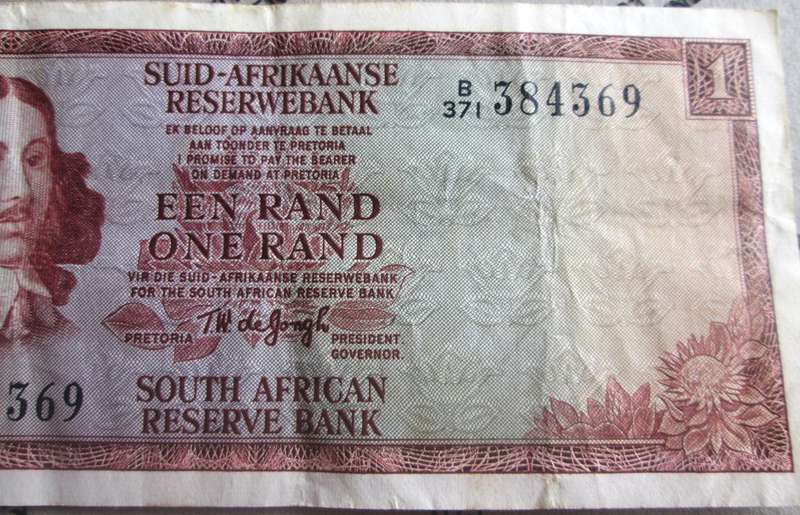 SUID-AFRIKAANSE
RESERWEBANK
B
371 384369
1
EK BELOOF OP AANVRAAG TE BETAAL
AAN TOONDER TE PRETORIA
I PROMISE TO PAY THE BEARER
ON DEMAND AT PRETORIA
EEN RAND
ONE RAND
VIR DIE SUID-AFRIKAANSE RESERWEBANK
FOR THE SOUTH AFRICAN RESERVE BANK
T.W. de Jongh
PRETORIA PRESIDENT
GOVERNOR.
369
SOUTH AFRICAN
RESERVE BANK